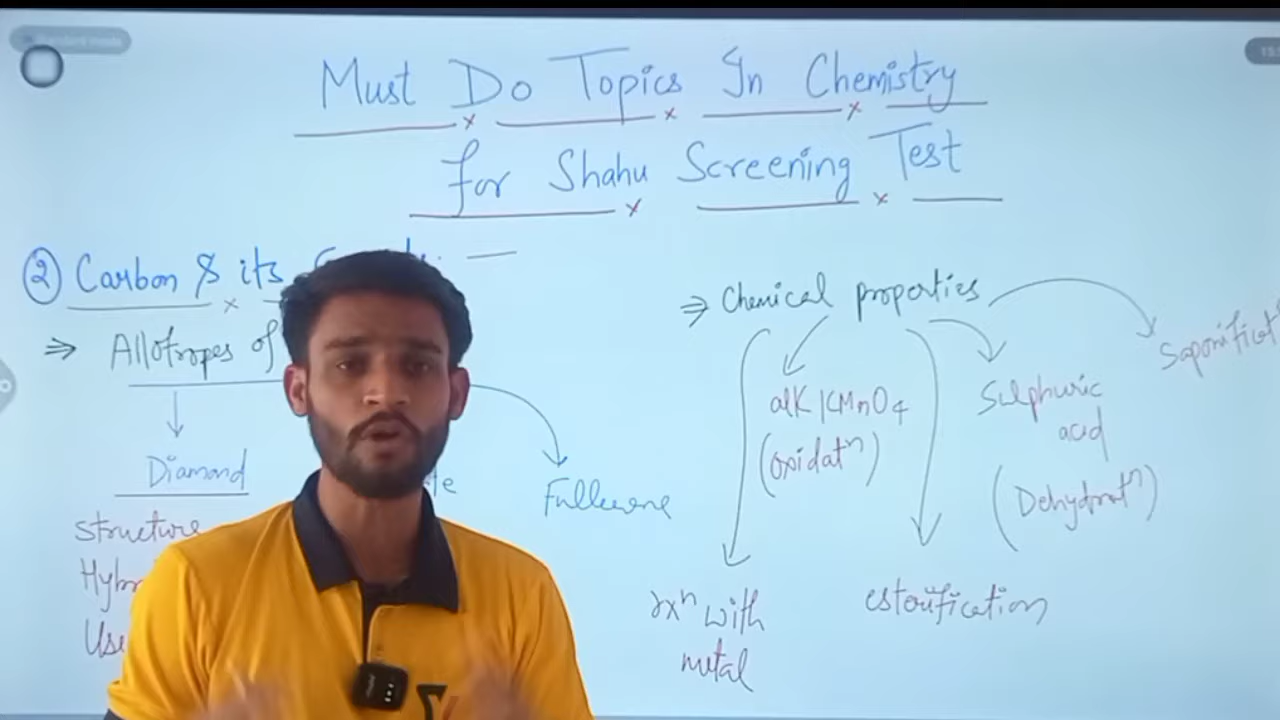 Must Do Topics In Chemistry
for Shahu Screening Test
② Carbon & its
⇒ Allotropes of
Diamond
Fullerene
Structure
⇒ Chemical properties
alk KMnO4
(oxidatⁿ)
Sulphuric
acid
(Dehydratⁿ)
rxⁿ with
metal
esterification